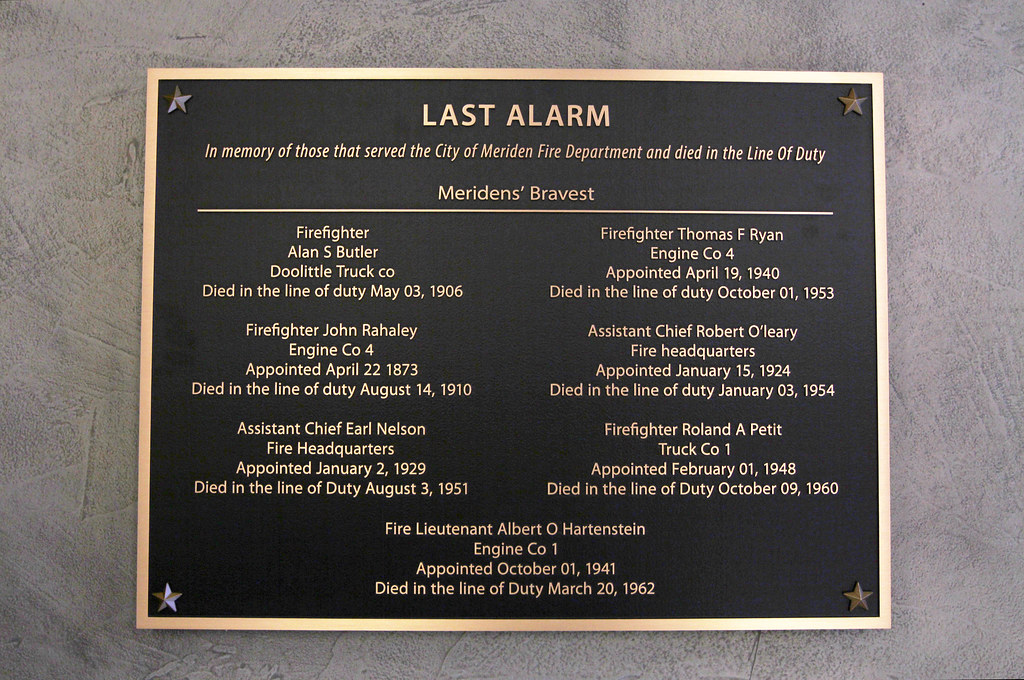 LAST ALARM
In memory of those that served the City of Meriden Fire Department and died in the Line Of Duty
Meridens' Bravest
Firefighter
Alan S Butler
Doolittle Truck co
Died in the line of duty May 03, 1906
Firefighter John Rahaley
Engine Co 4
Appointed April 22 1873
Died in the line of duty August 14, 1910
Assistant Chief Earl Nelson
Fire Headquarters
Appointed January 2, 1929
Died in the line of Duty August 3, 1951
Firefighter Thomas F Ryan
Engine Co 4
Appointed April 19, 1940
Died in the line of duty October 01, 1953
Assistant Chief Robert O'leary
Fire headquarters
Appointed January 15, 1924
Died in the line of duty January 03, 1954
Firefighter Roland A Petit
Truck Co 1
Appointed February 01, 1948
Died in the line of Duty October 09, 1960
Fire Lieutenant Albert O Hartenstein
Engine Co 1
Appointed October 01, 1941
Died in the line of Duty March 20, 1962